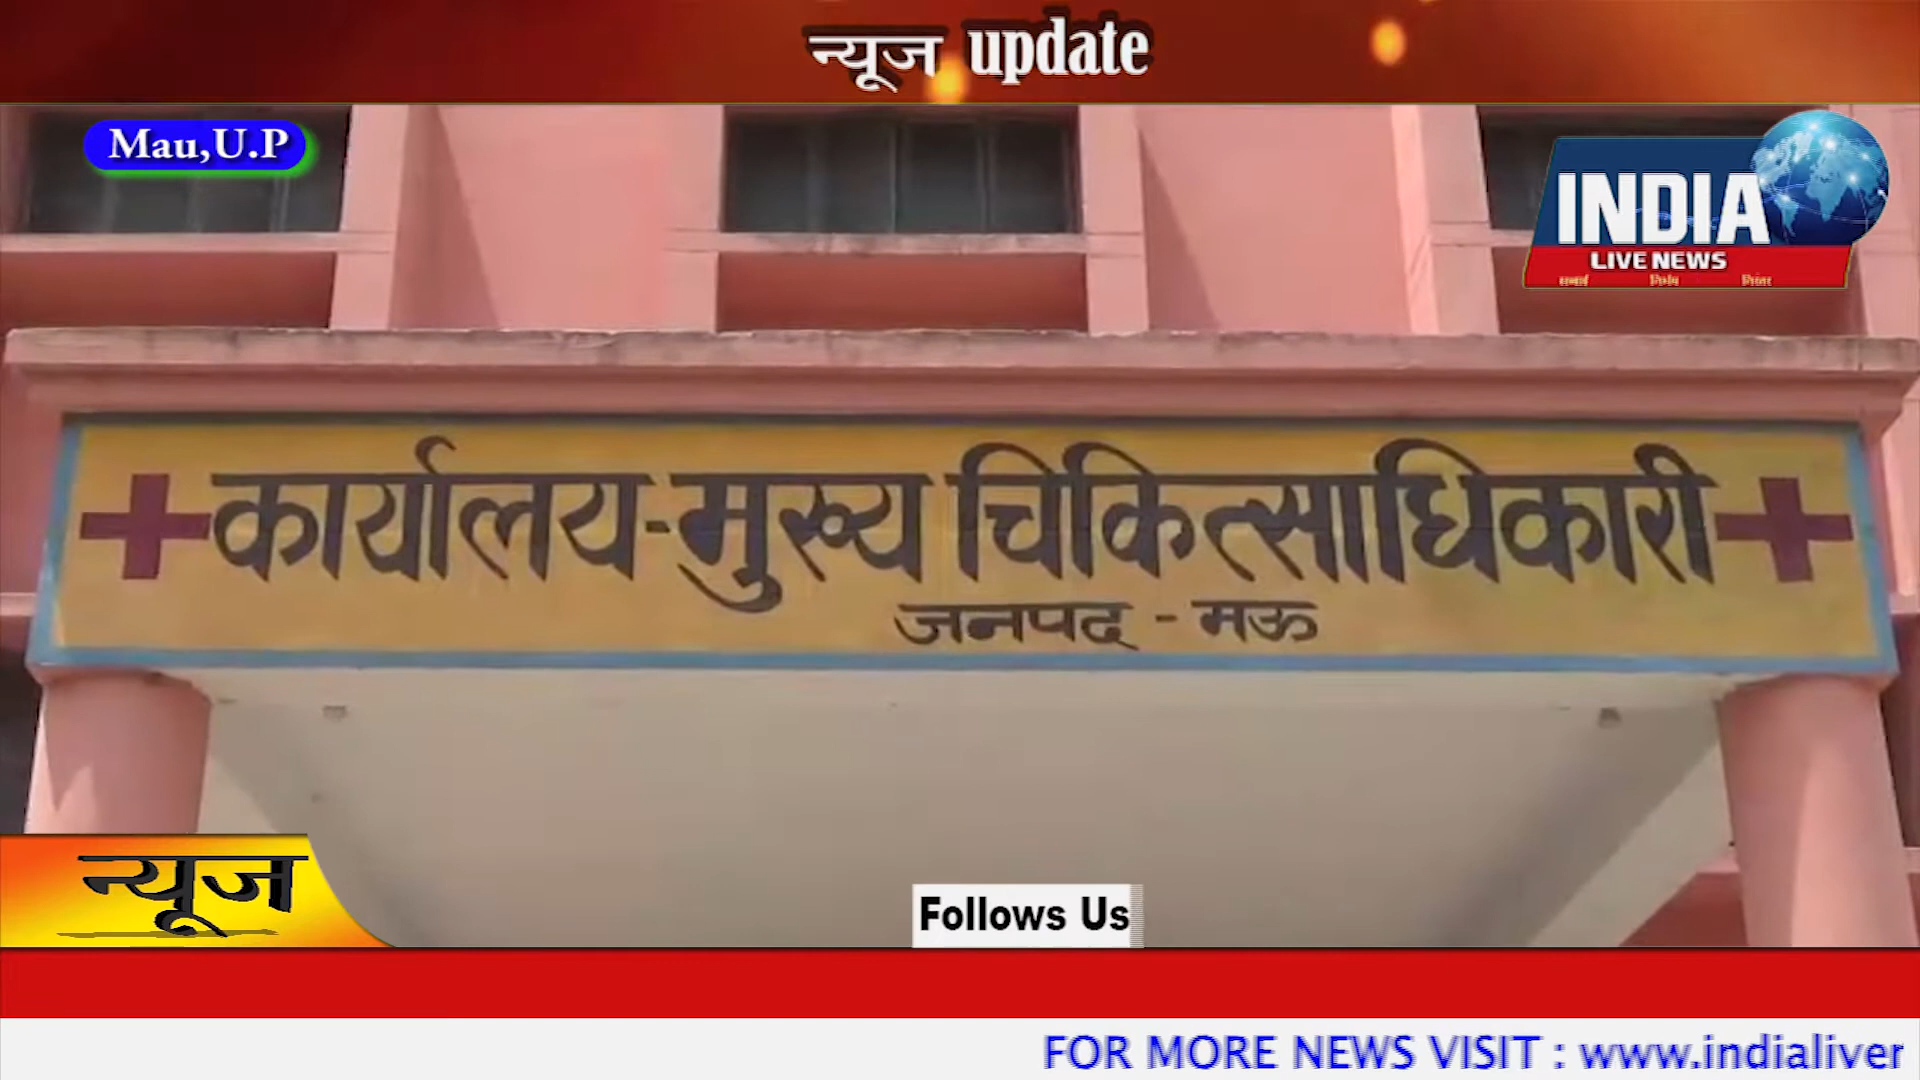 न्यूज update
Mau,U.P
INDIA
LIVE NEWS
कार्यालय-मुख्य चिकित्साधिकारी
जनपद - मऊ
न्यूज
Follows Us
FOR MORE NEWS VISIT : www.indialiver